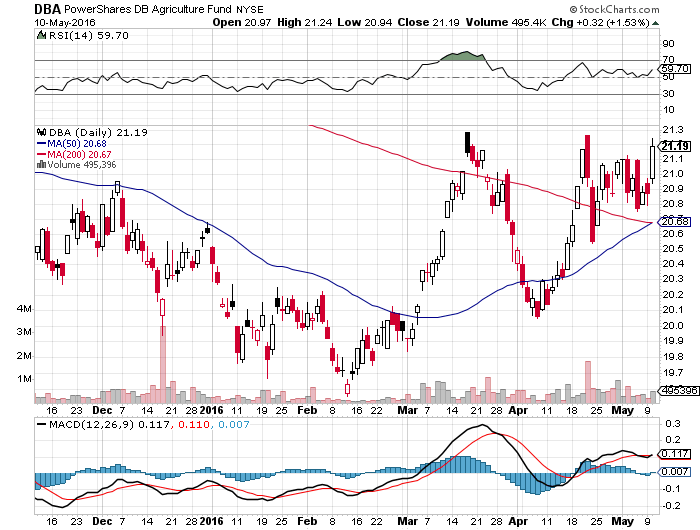 DBA PowerShares DB Agriculture Fund NYSE © StockCharts.com
10-May-2016 Open 20.97 High 21.24 Low 20.94 Close 21.19 Volume 495.4K Chg +0.32 (+1.53%)
RSI(14) 59.70
90
70
59.70
50
30
10
DBA (Daily) 21.19
MA(50) 20.68
MA(200) 20.67
Volume 495,396
21.3
21.19
21.1
21.0
20.9
20.8
20.7
20.68
20.6
20.5
20.4
20.3
20.2
20.1
20.0
19.9
19.8
19.7
4M
3M
2M
1M
495396
16 23 Dec 7 14 21 28 2016 11 19 25 Feb 8 16 22 Mar 7 14 21 28 Apr 11 18 25 May 9
MACD(12,26,9) 0.117, 0.110, 0.007
0.3
0.2
0.117
0.007
-0.1
-0.2
16 23 Dec 7 14 21 28 2016 11 19 25 Feb 8 16 22 Mar 7 14 21 28 Apr 11 18 25 May 9